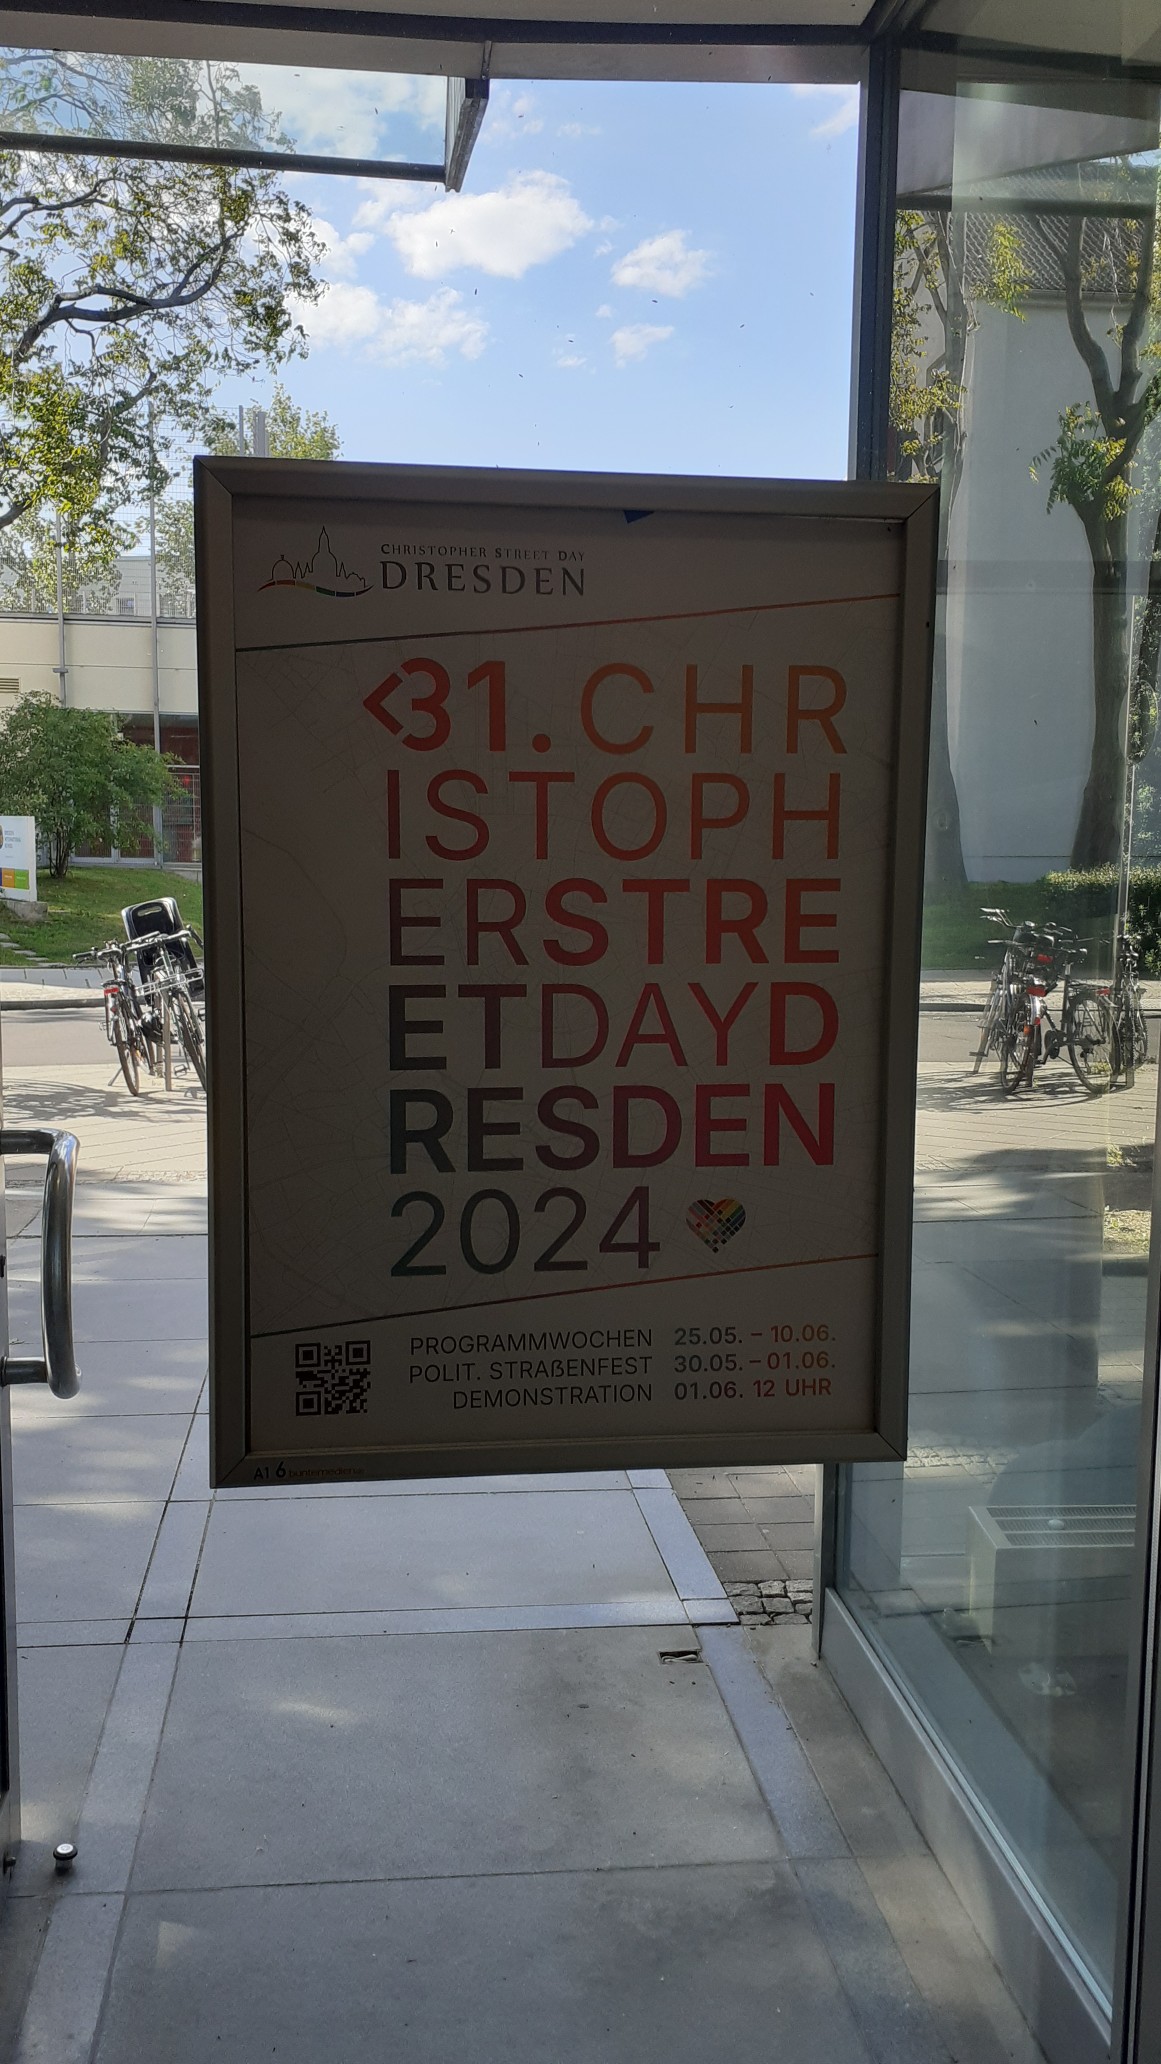 CHRISTOPHER STREET DAY
DRESDEN
<31. CHR
ISTOPH
ERSTRE
ETDAYD
RESDEN
2024
PROGRAMMWOCHEN 25.05. – 10.06.
POLIT. STRAßENFEST 30.05. – 01.06.
DEMONSTRATION 01.06. 12 UHR
A1 6